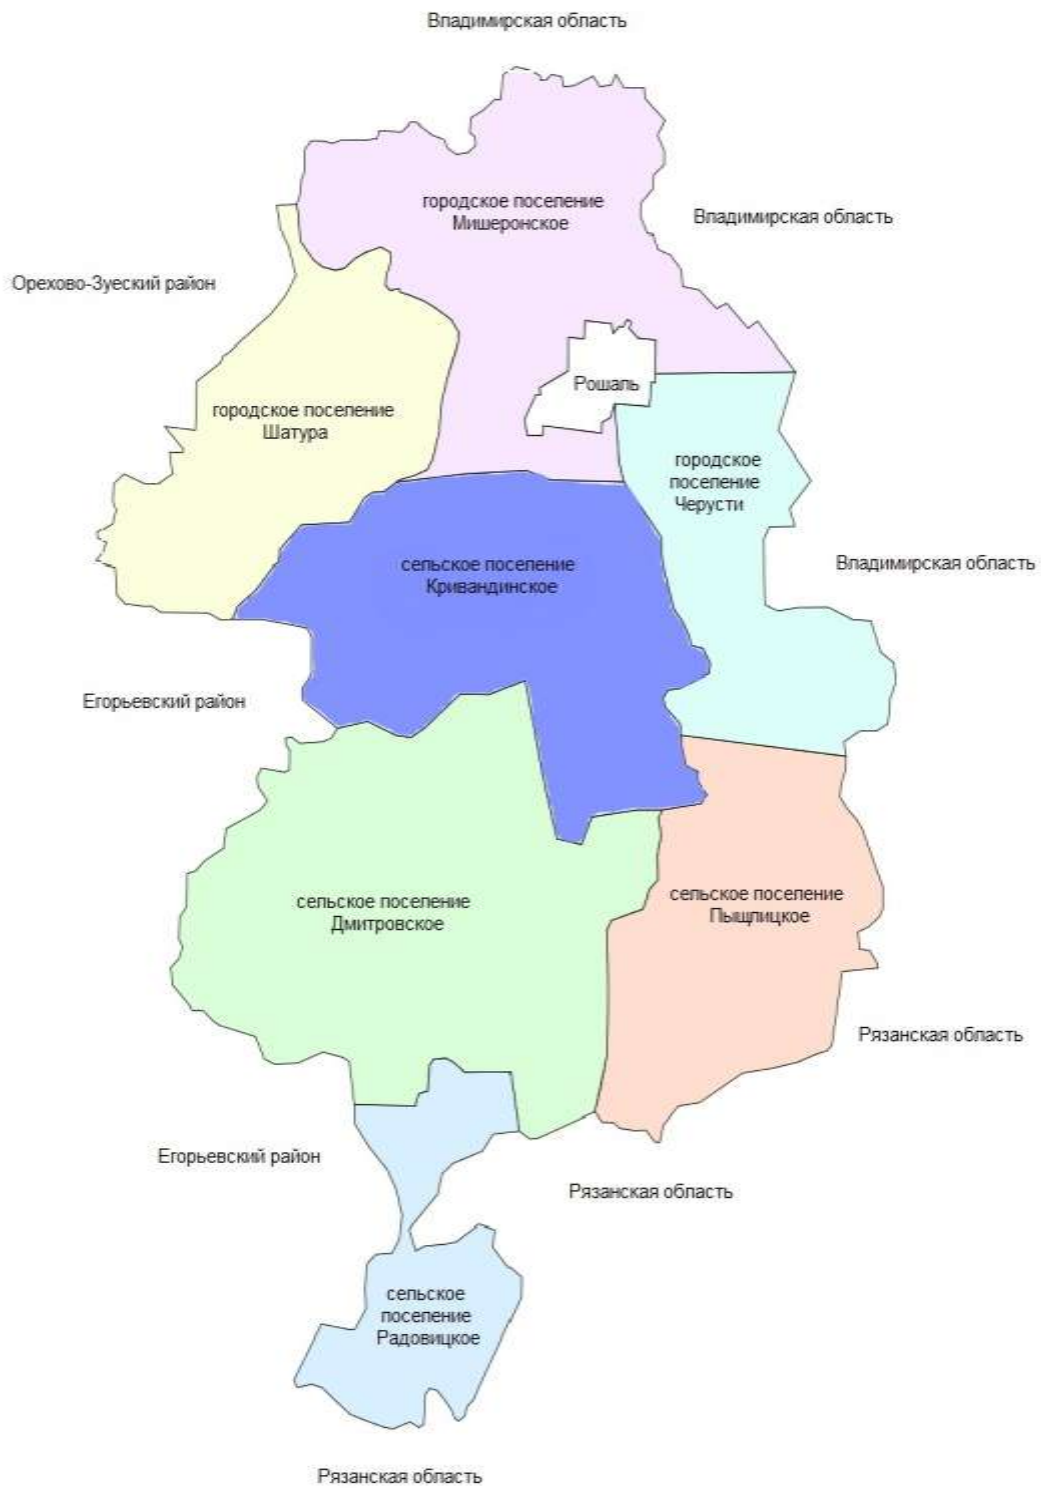 Владимирская область
городское поселение
Мишеронское
Владимирская область
Орехово-Зуеский район
Рошаль
городское поселение
Шатура
городское
поселение
Черусти
сельское поселение
Кривандинское
Владимирская область
Егорьевский район
сельское поселение
Дмитровское
сельское поселение
Пыщлицкое
Рязанская область
Егорьевский район
Рязанская область
сельское
поселение
Радовицкое
Рязанская область